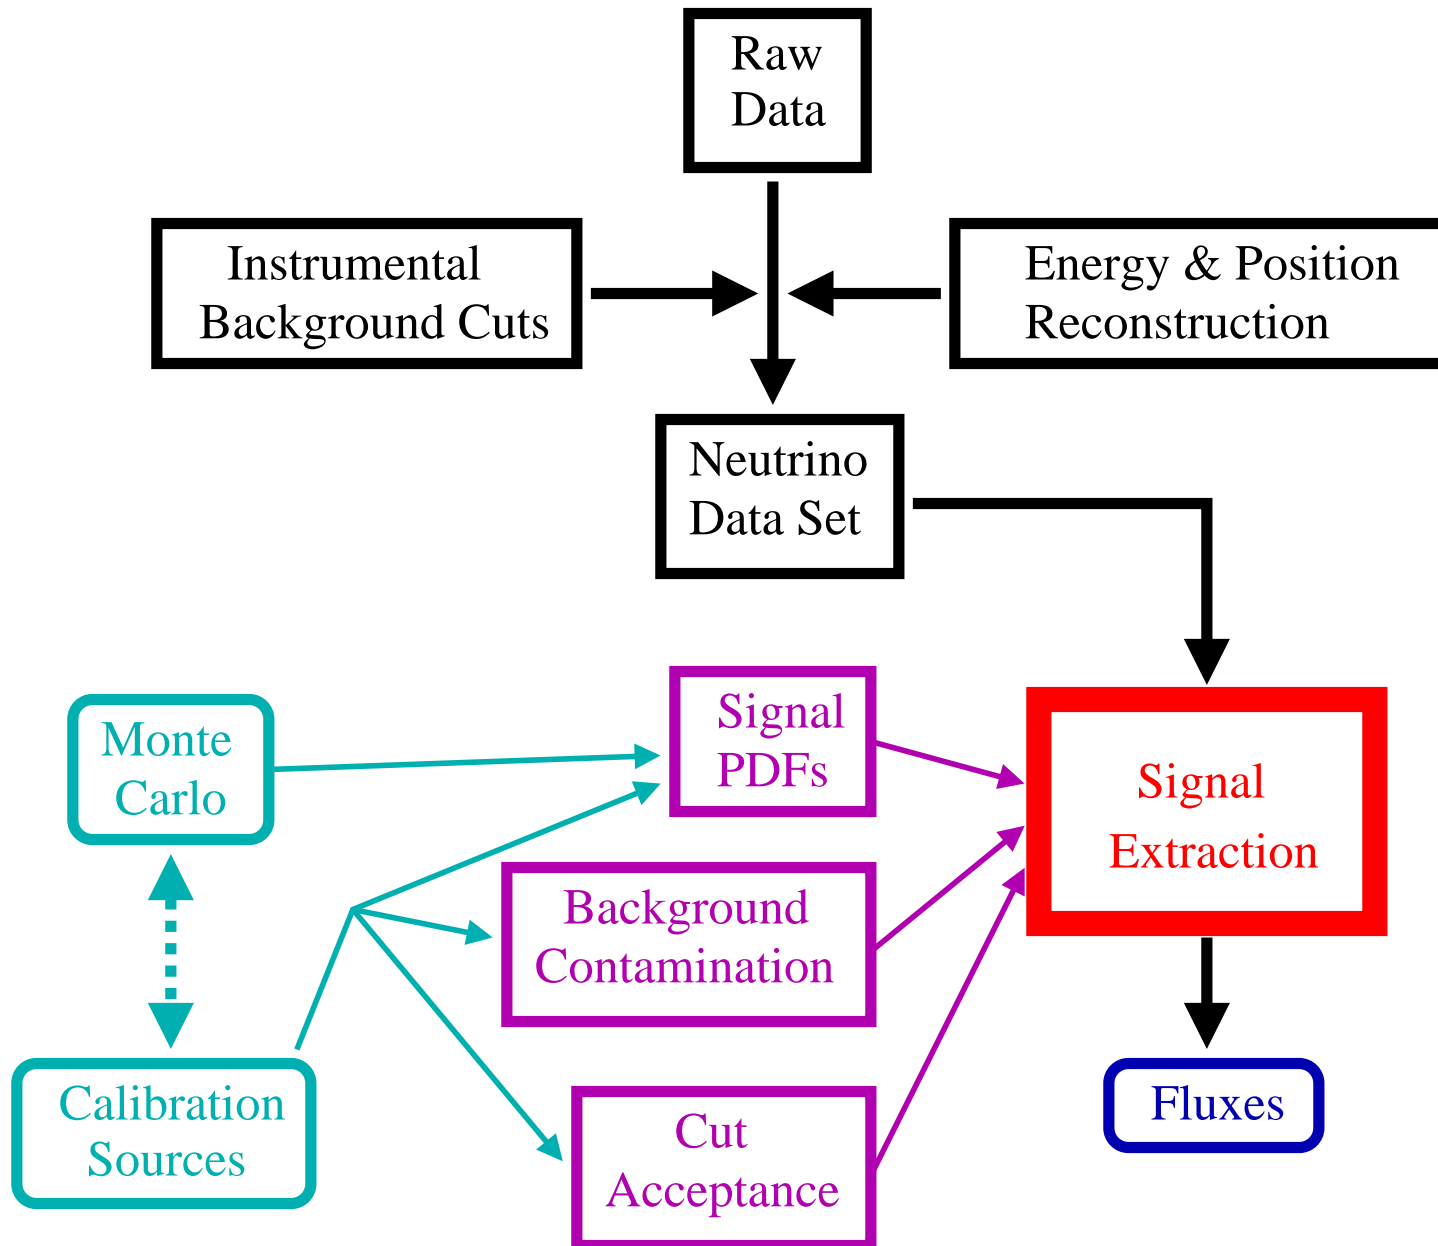 Raw
Data
Instrumental
Background Cuts
Energy & Position
Reconstruction
Neutrino
Data Set
Monte
Carlo
Signal
PDFs
Signal
Extraction
Background
Contamination
Calibration
Sources
Cut
Acceptance
Fluxes